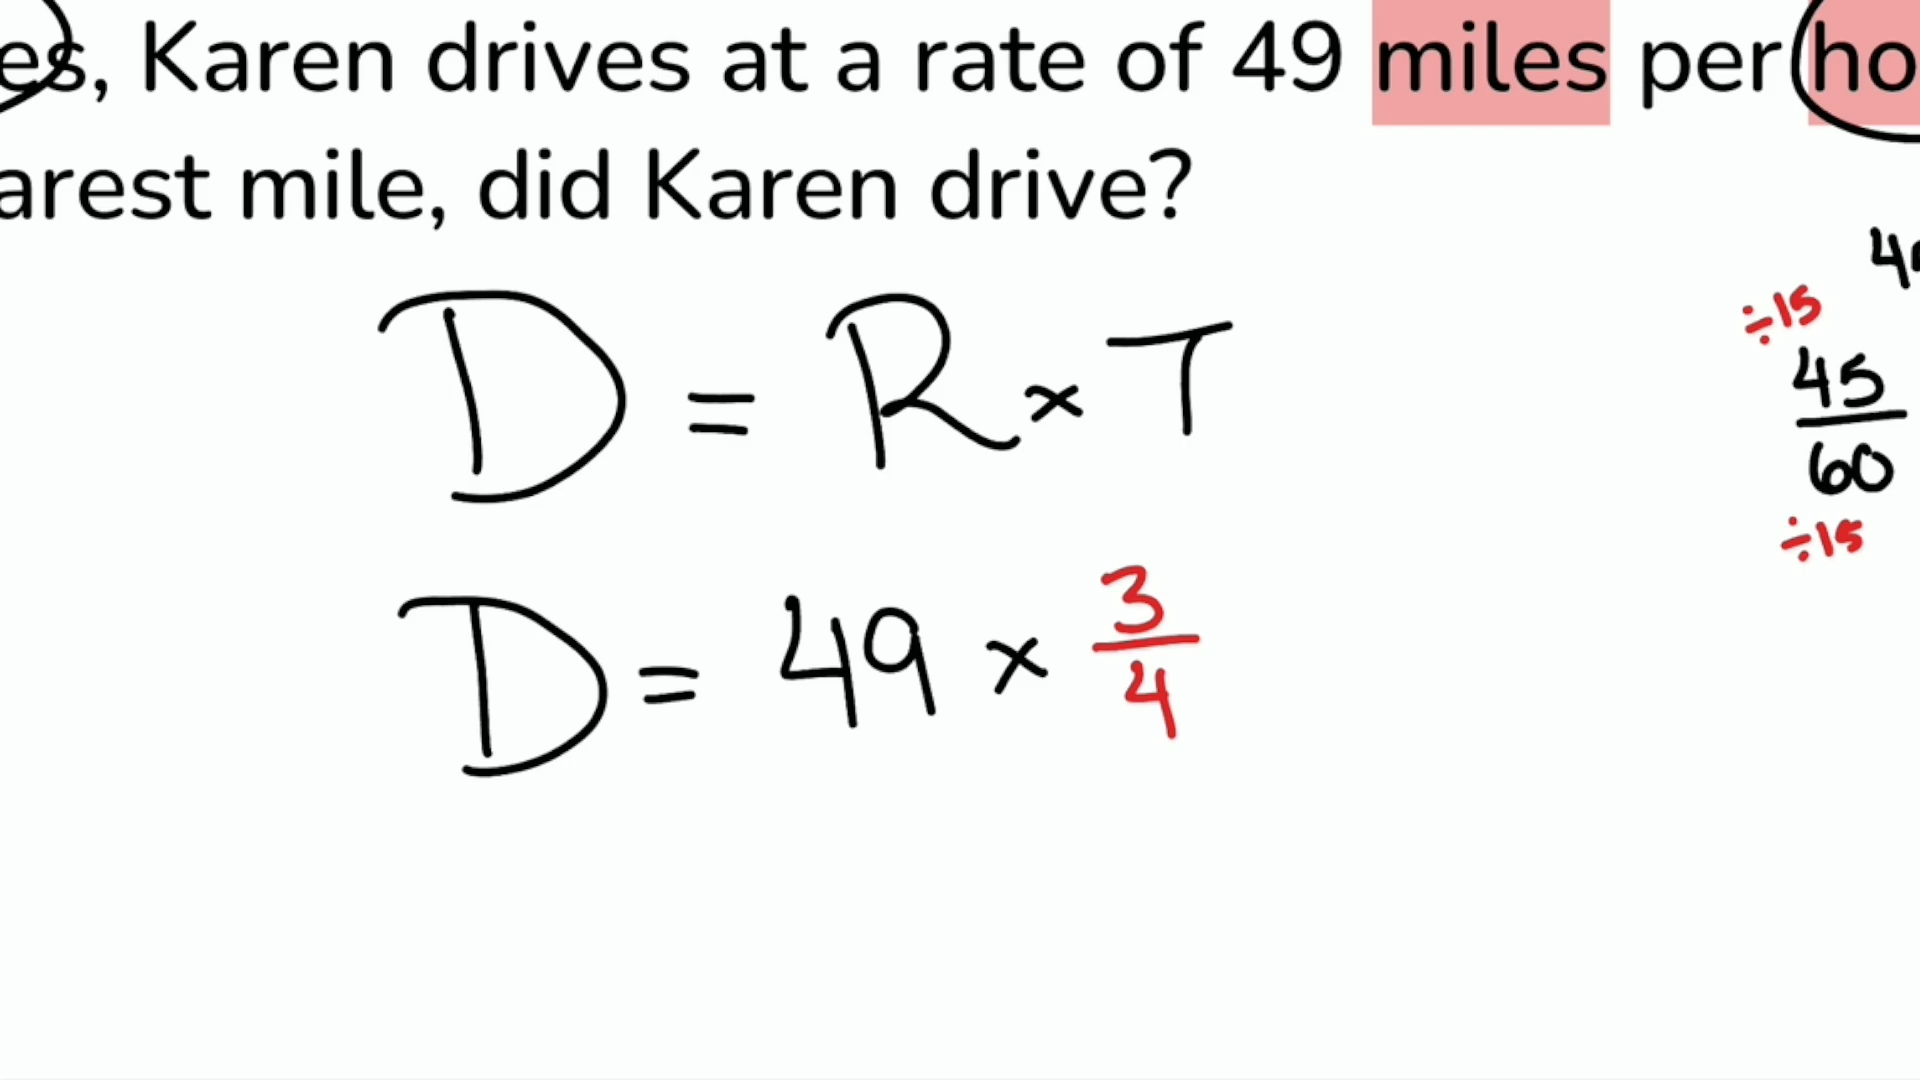 es, Karen drives at a rate of 49 miles per ho
arest mile, did Karen drive?
D = R × T
D = 49 × 3/4
÷15
45
60
÷15